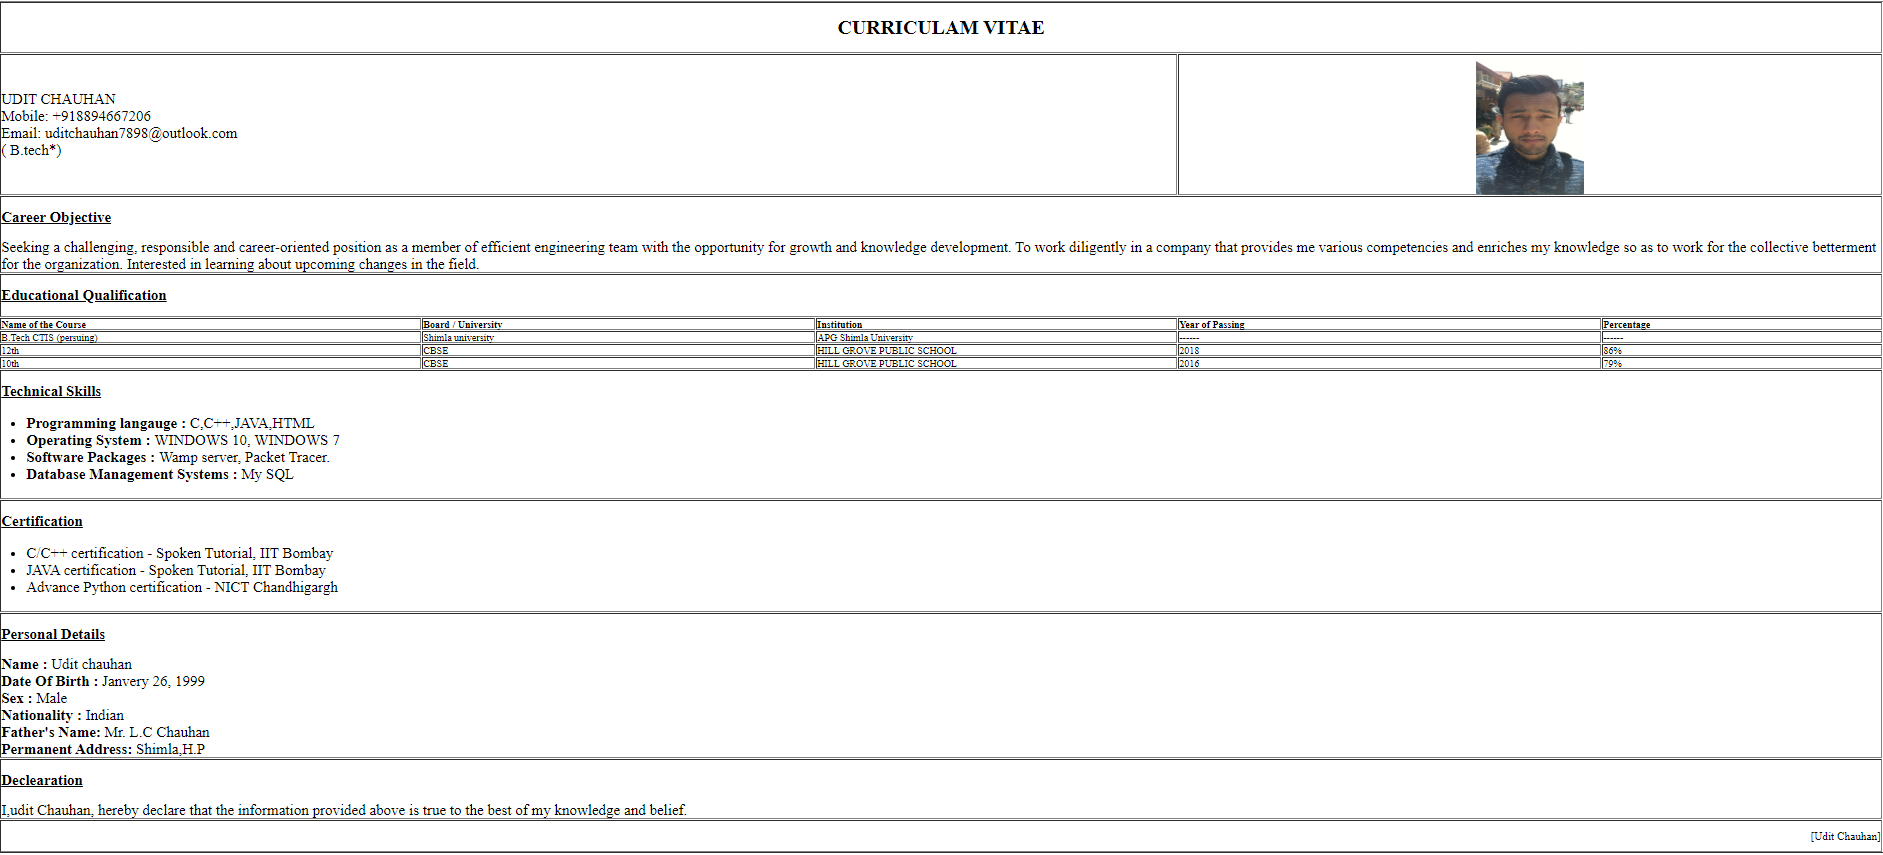 CURRICULAM VITAE
UDIT CHAUHAN
Mobile: +918894667206
Email: uditchauhan7898@outlook.com
( B.tech*)
Career Objective
Seeking a challenging, responsible and career-oriented position as a member of efficient engineering team with the opportunity for growth and knowledge development. To work diligently in a company that provides me various competencies and enriches my knowledge so as to work for the collective betterment
for the organization. Interested in learning about upcoming changes in the field.
Educational Qualification
Name of the Course Board / University Institution Year of Passing Percentage
B.Tech CTIS (persuing) Shimla university APG Shimla University ------ ------
12th CBSE HILL GROVE PUBLIC SCHOOL 2018 86%
10th CBSE HILL GROVE PUBLIC SCHOOL 2016 79%
Technical Skills
• Programming langauge : C,C++,JAVA,HTML
• Operating System : WINDOWS 10, WINDOWS 7
• Software Packages : Wamp server, Packet Tracer.
• Database Management Systems : My SQL
Certification
• C/C++ certification - Spoken Tutorial, IIT Bombay
• JAVA certification - Spoken Tutorial, IIT Bombay
• Advance Python certification - NICT Chandhigargh
Personal Details
Name : Udit chauhan
Date Of Birth : Janvery 26, 1999
Sex : Male
Nationality : Indian
Father's Name: Mr. L.C Chauhan
Permanent Address: Shimla,H.P
Declearation
I,udit Chauhan, hereby declare that the information provided above is true to the best of my knowledge and belief.
[Udit Chauhan]